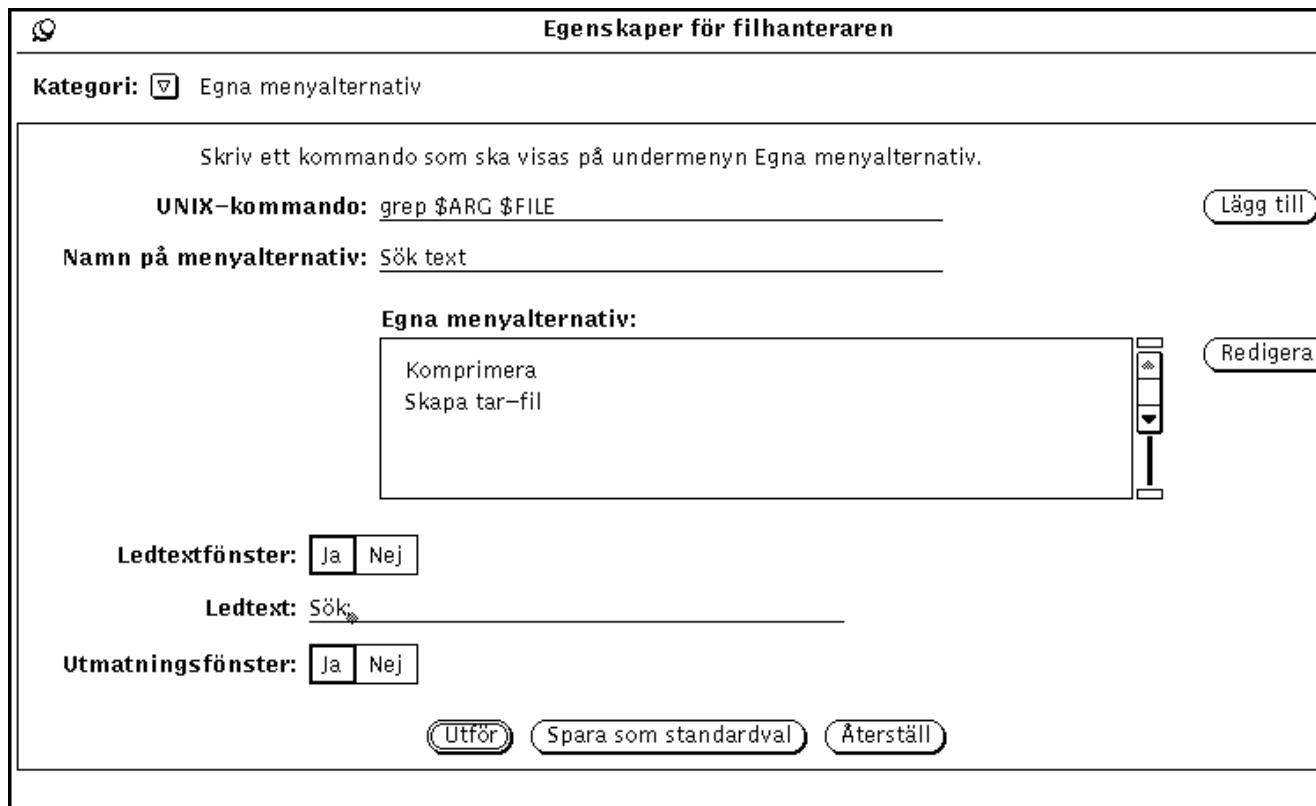 Egenskaper för filhanteraren
Kategori: Egna menyalternativ
Skriv ett kommando som ska visas på undermenyn Egna menyalternativ.
UNIX-kommando: grep $ARG $FILE
Lägg till
Namn på menyalternativ: Sök text
Egna menyalternativ:
Komprimera
Skapa tar-fil
Redigera
Ledtextfönster: Ja Nej
Ledtext: Sök:
Utmatningsfönster: Ja Nej
Utför Spara som standardval Återställ